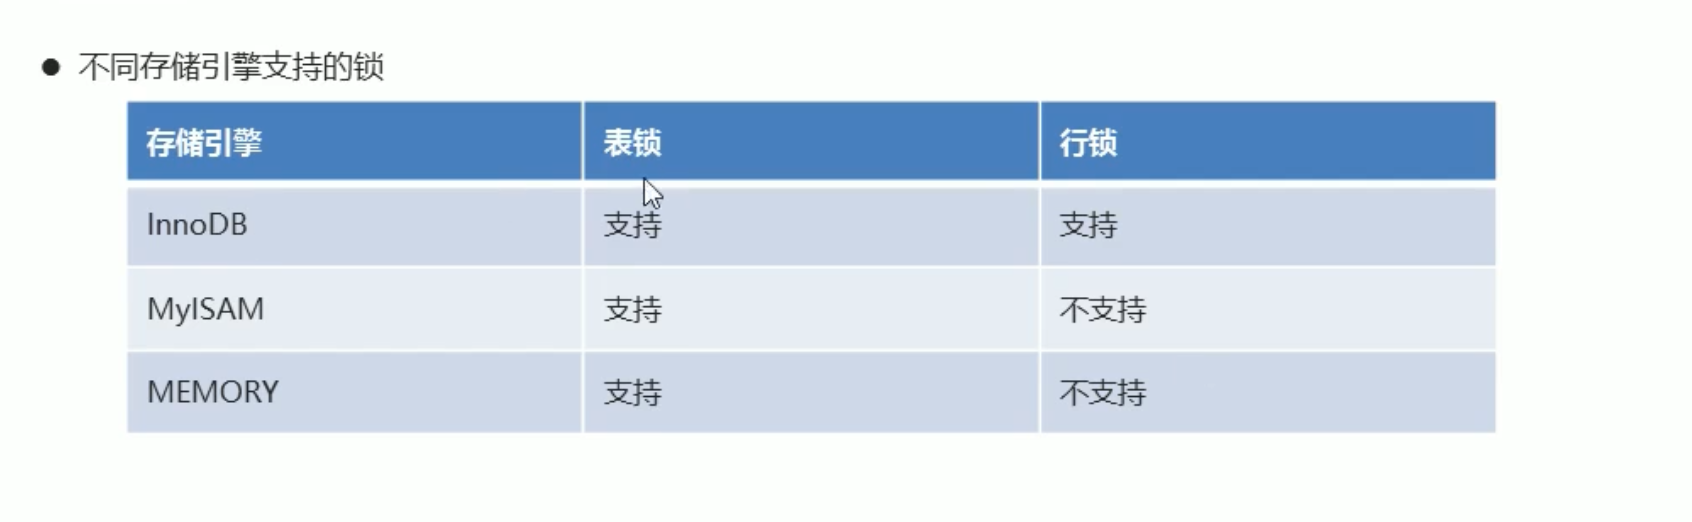 ● 不同存储引擎支持的锁
存储引擎 表锁 行锁
InnoDB 支持 支持
MyISAM 支持 不支持
MEMORY 支持 不支持